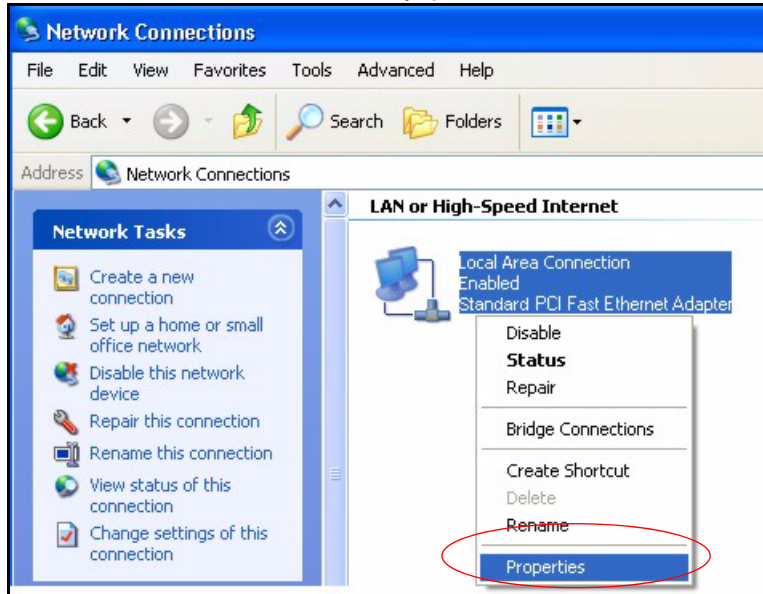 Network Connections
File Edit View Favorites Tools Advanced Help
Back Search Folders
Address Network Connections
Network Tasks
Create a new
connection
Set up a home or small
office network
Disable this network
device
Repair this connection
Rename this connection
View status of this
connection
Change settings of this
connection
LAN or High-Speed Internet
Local Area Connection
Enabled
Standard PCI Fast Ethernet Adapter
Disable
Status
Repair
Bridge Connections
Create Shortcut
Delete
Rename
Properties